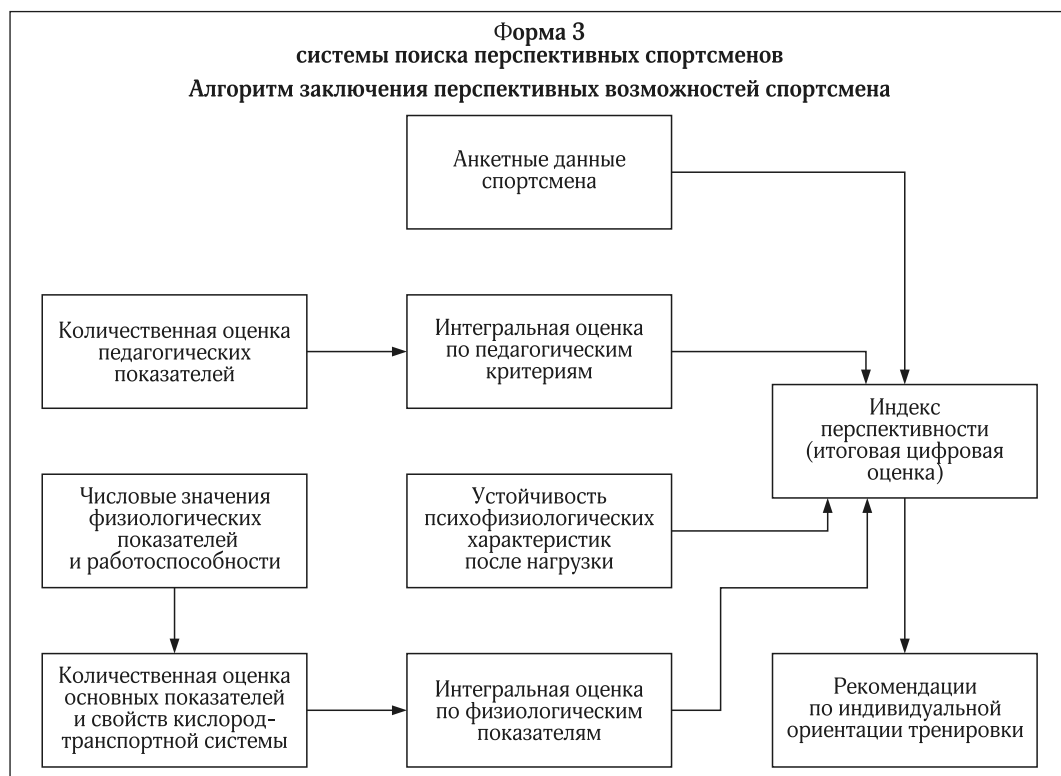 Форма 3
системы поиска перспективных спортсменов
Алгоритм заключения перспективных возможностей спортсмена
Анкетные данные
спортсмена
Количественная оценка
педагогических
показателей
Интегральная оценка
по педагогическим
критериям
Индекс
перспективности
(итоговая цифровая
оценка)
Числовые значения
физиологических
показателей
и работоспособности
Устойчивость
психофизиологических
характеристик
после нагрузки
Количественная оценка
основных показателей
и свойств кислород-
транспортной системы
Интегральная оценка
по физиологическим
показателям
Рекомендации
по индивидуальной
ориентации тренировки